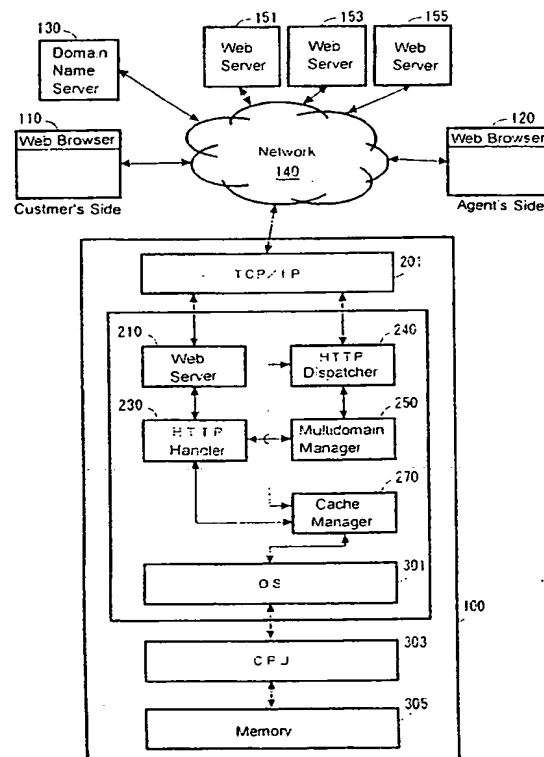 130
Domain
Name
Server
151
Web
Server
153
Web
Server
155
Web
Server
110
Web Browser
Custmer's Side
Network
140
120
Web Browser
Agent's Side
TCP/IP
201
210
Web
Server
240
HTTP
Dispatcher
230
HTTP
Handler
250
Multidomain
Manager
270
Cache
Manager
OS
301
100
CPU
303
Memory
305